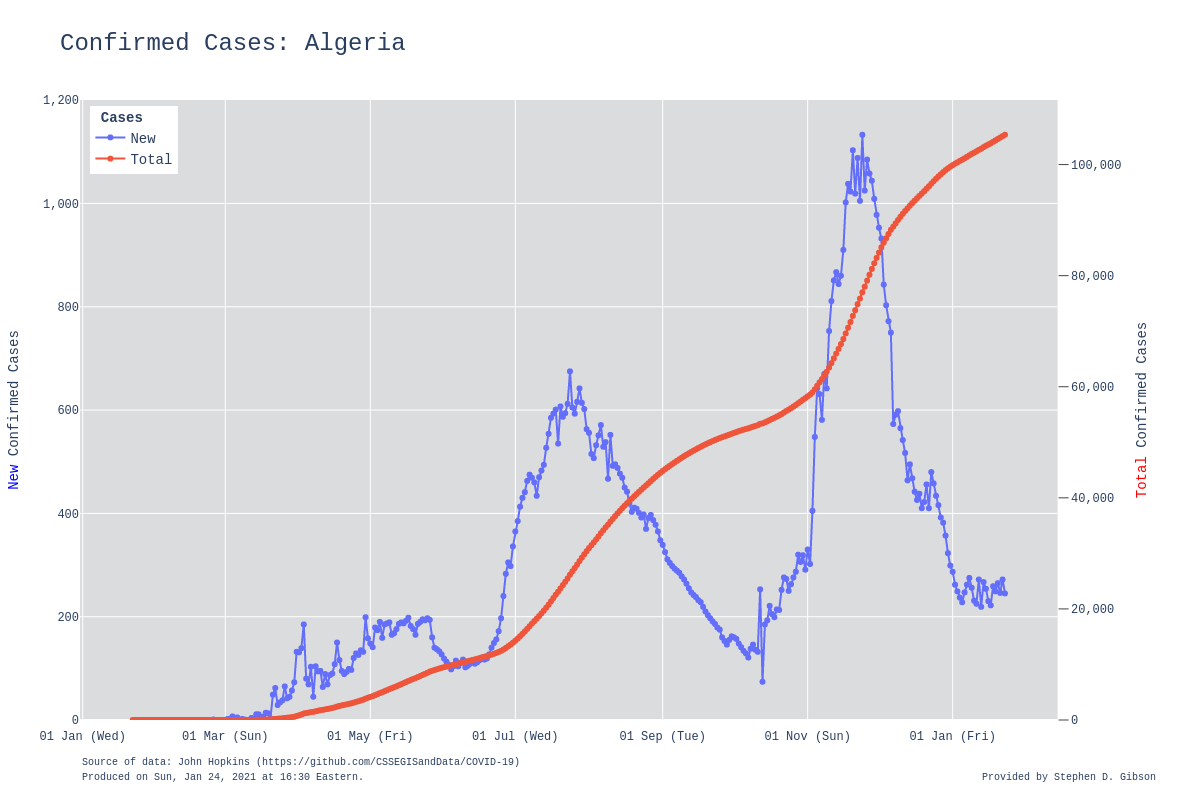 Confirmed Cases: Algeria
1,200
1,000
800
600
400
200
0
New Confirmed Cases
Cases
New
Total
100,000
80,000
60,000
40,000
20,000
0
Total Confirmed Cases
01 Jan (Wed)
01 Mar (Sun)
01 May (Fri)
01 Jul (Wed)
01 Sep (Tue)
01 Nov (Sun)
01 Jan (Fri)
Source of data: John Hopkins (https://github.com/CSSEGISandData/COVID-19)
Produced on Sun, Jan 24, 2021 at 16:30 Eastern.
Provided by Stephen D. Gibson